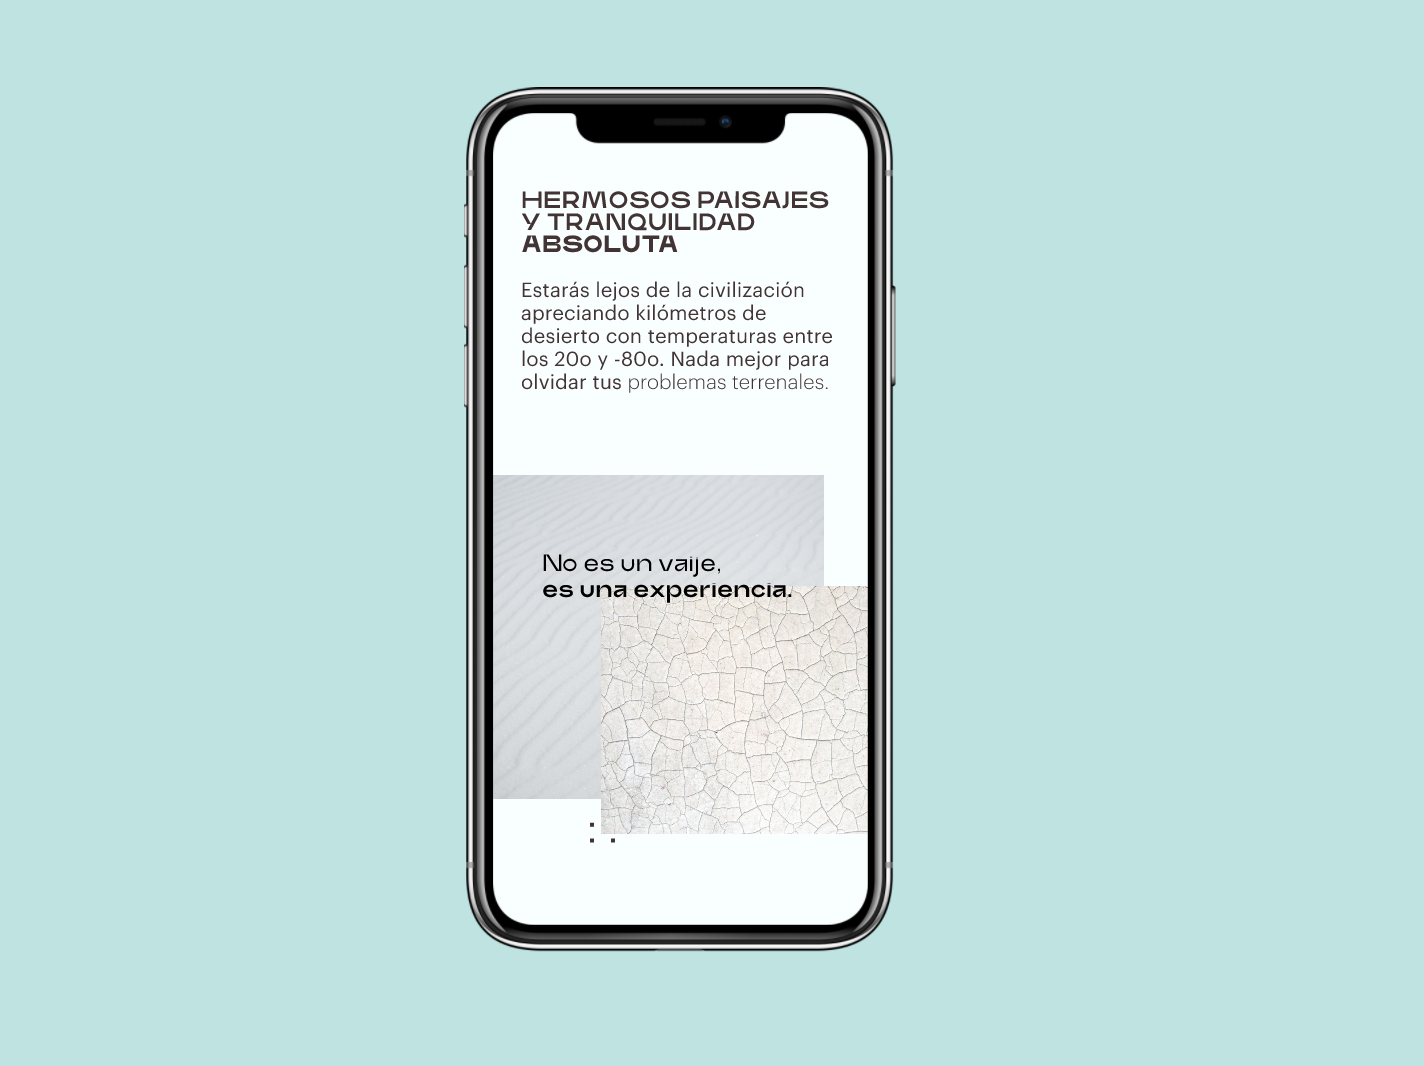 HERMOSOS PAISAJES
Y TRANQUILIDAD
ABSOLUTA
Estarás lejos de la civilización
apreciando kilómetros de
desierto con temperaturas entre
los 20o y -80o. Nada mejor para
olvidar tus problemas terrenales.
No es un vaije,
es una experiencia.